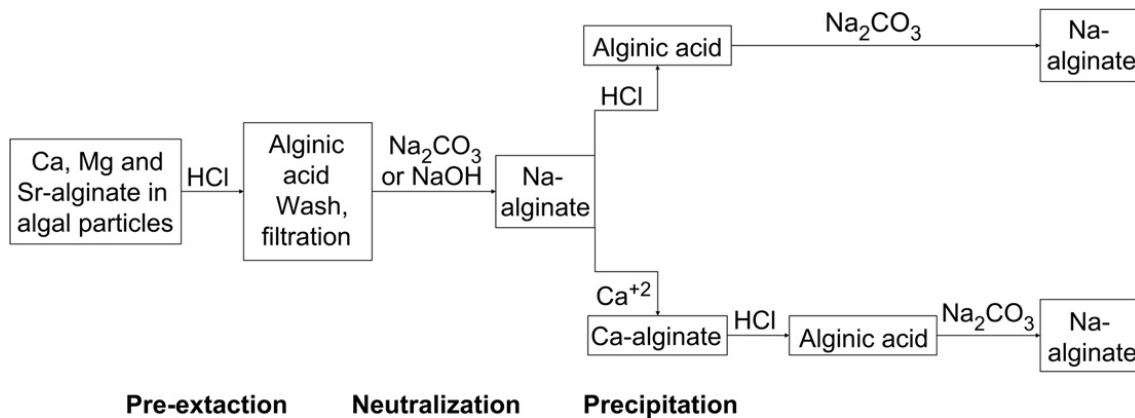 Ca, Mg and
Sr-alginate in
algal particles
HCl
Alginic
acid
Wash,
filtration
Na₂CO₃
or NaOH
Na-
alginate
HCl
Alginic acid
Na₂CO₃
Na-
alginate
Ca⁺²
Ca-alginate
HCl
Alginic acid
Na₂CO₃
Na-
alginate
Pre-extaction
Neutralization
Precipitation